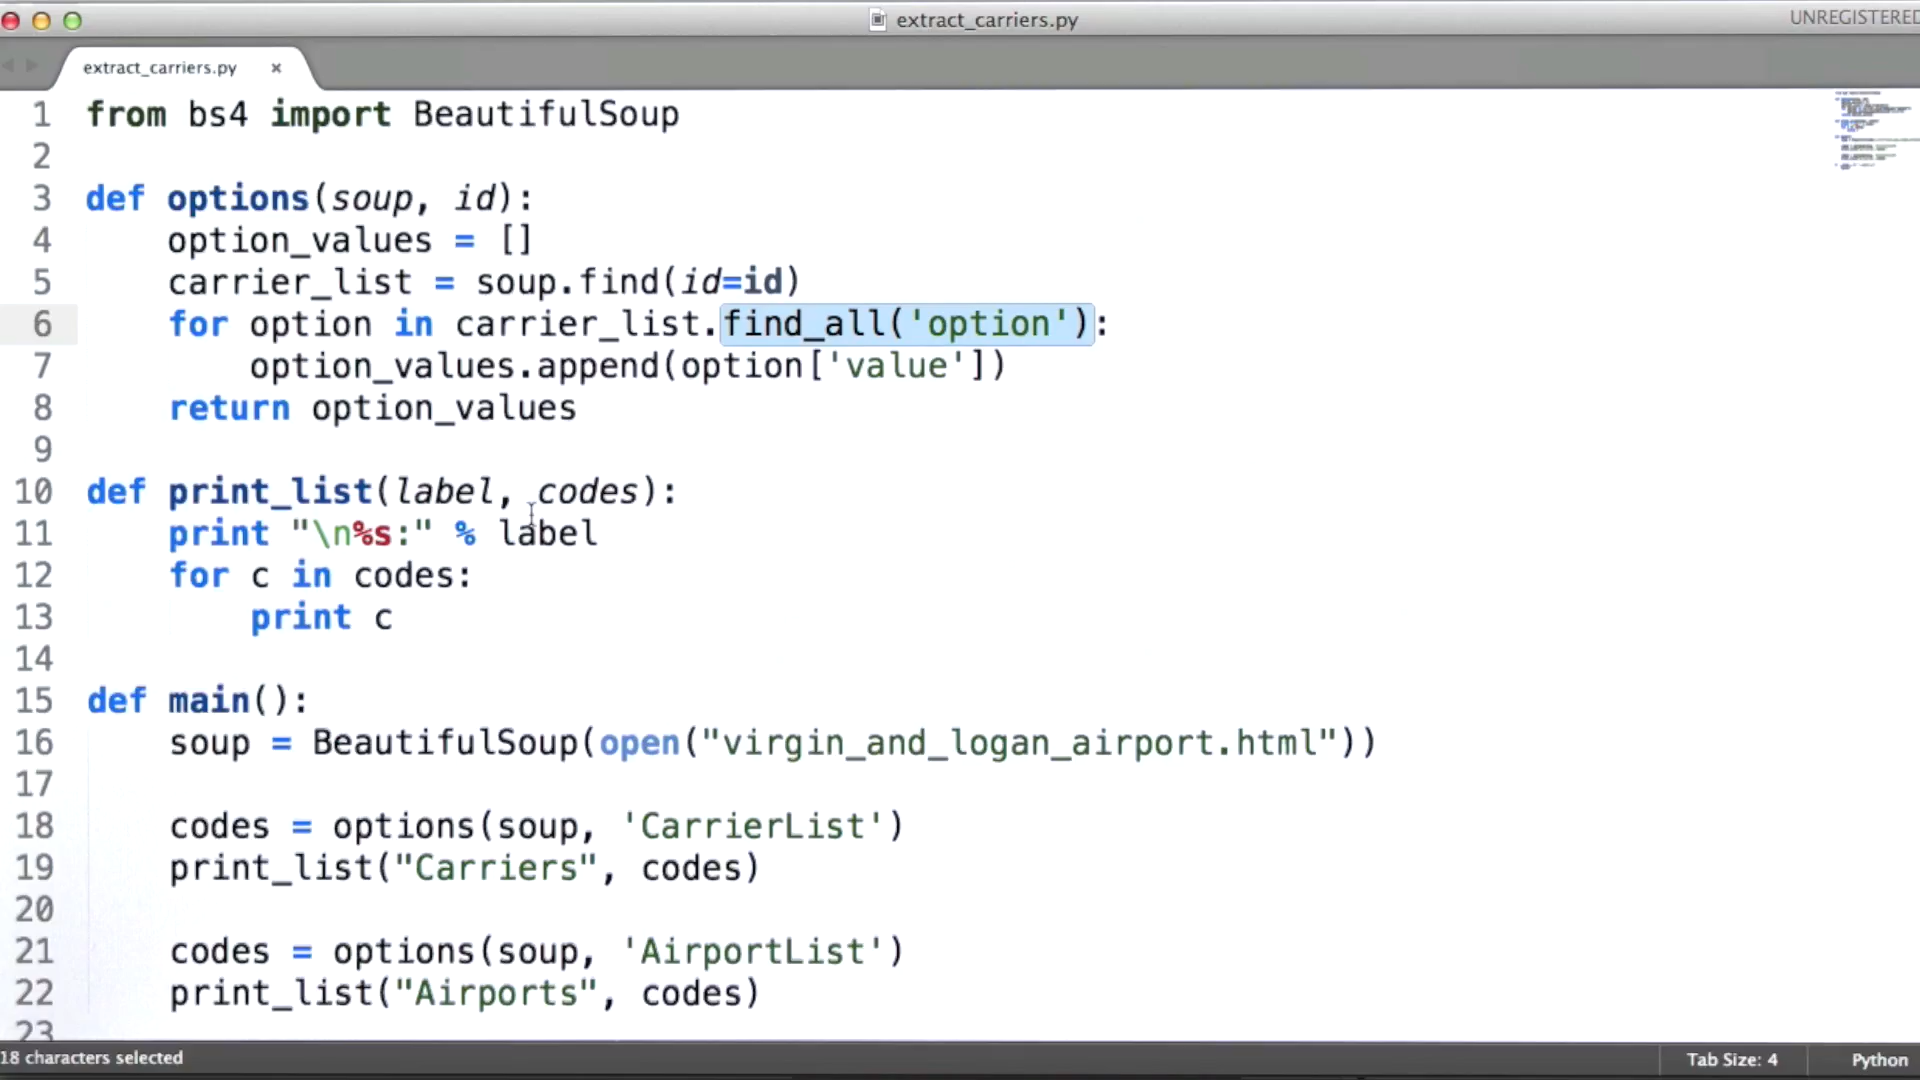 extract_carriers.py
UNREGISTERED
extract_carriers.py ×
1 from bs4 import BeautifulSoup
2
3 def options(soup, id):
4     option_values = []
5     carrier_list = soup.find(id=id)
6     for option in carrier_list.find_all('option'):
7         option_values.append(option['value'])
8     return option_values
9
10 def print_list(label, codes):
11     print "\n%s:" % label
12     for c in codes:
13         print c
14
15 def main():
16     soup = BeautifulSoup(open("virgin_and_logan_airport.html"))
17
18     codes = options(soup, 'CarrierList')
19     print_list("Carriers", codes)
20
21     codes = options(soup, 'AirportList')
22     print_list("Airports", codes)
23
18 characters selected
Tab Size: 4
Python